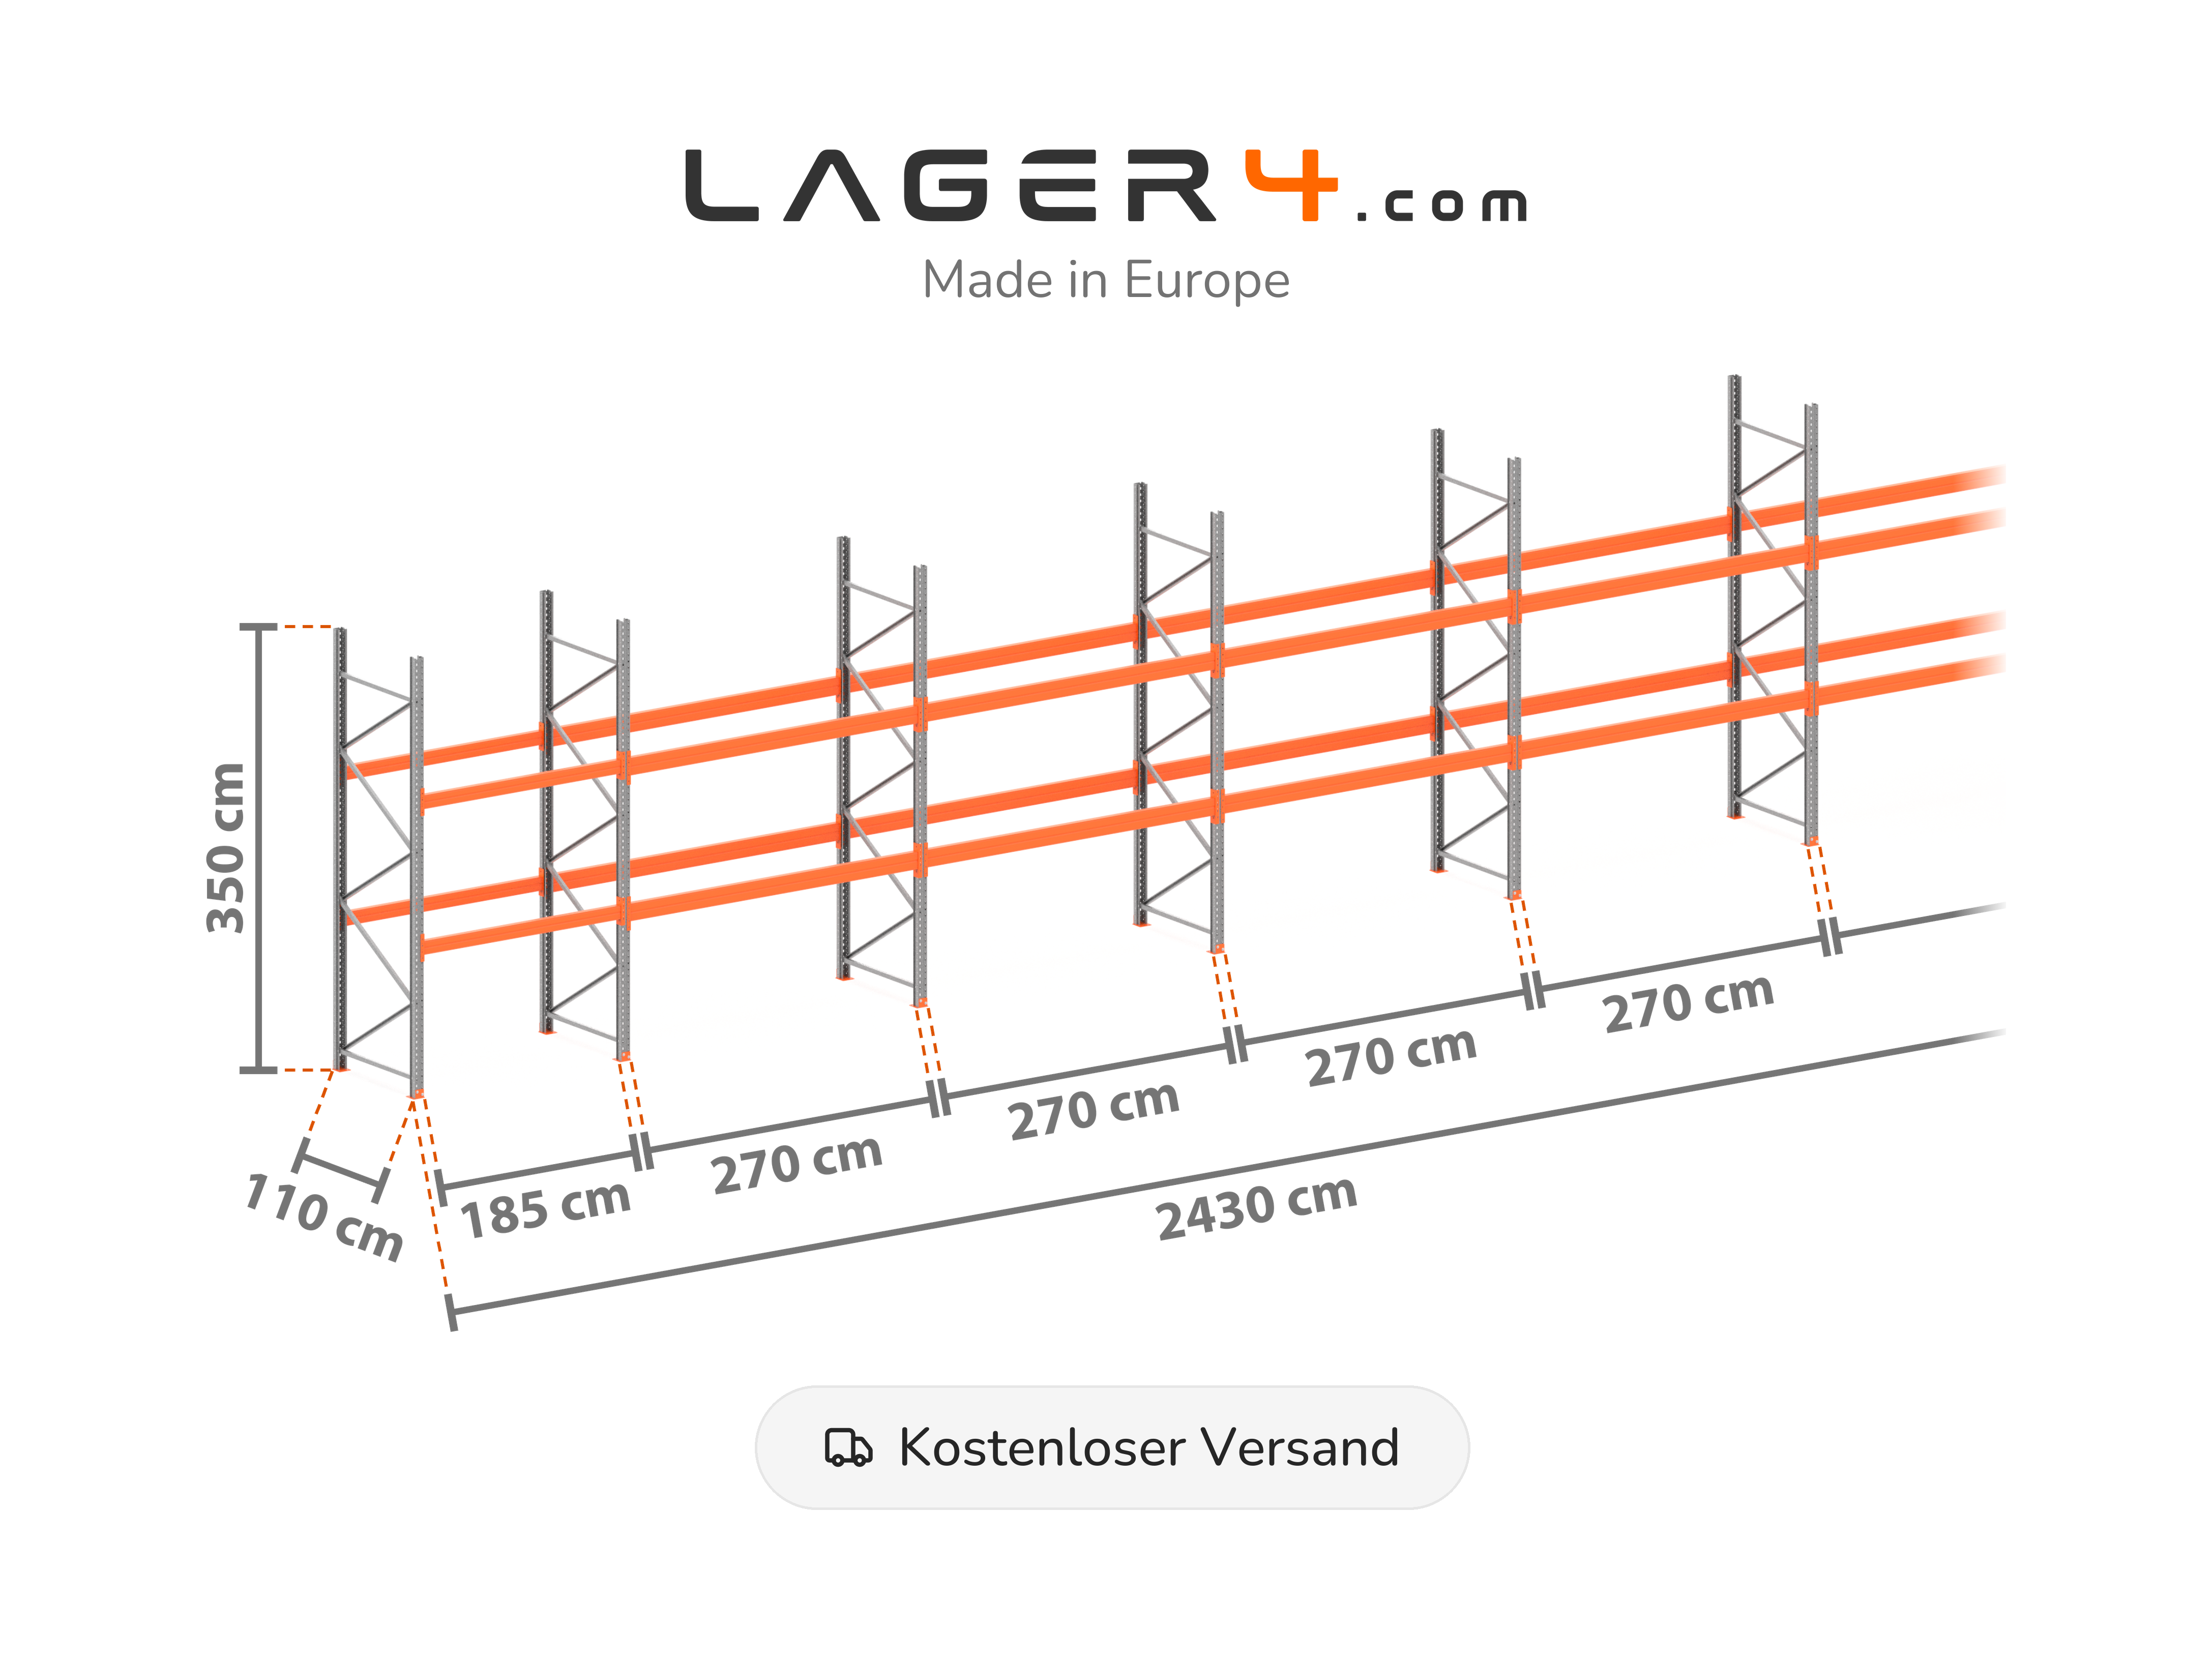 LAGER4.com
Made in Europe
350 cm
110 cm
185 cm
270 cm
270 cm
270 cm
270 cm
2430 cm
Kostenloser Versand